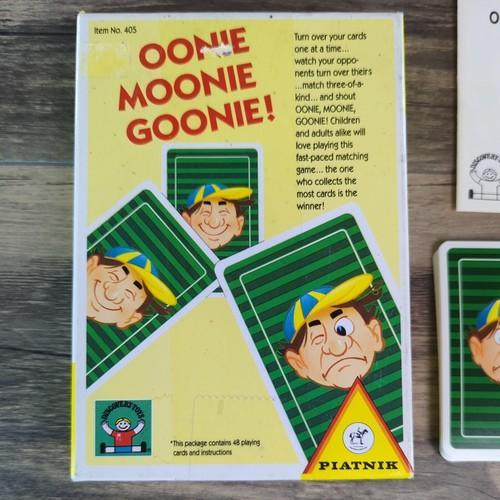 Item No. 405
OONIE
MOONIE
GOONIE!
Turn over your cards
one at a time...
watch your oppo-
nents turn over theirs
...match three-of-a-
kind... and shout
OONIE, MOONIE,
GOONIE! Children
and adults alike will
love playing this
fast-paced matching
game... the one
who collects the
most cards is the
winner!
DISCOVERY TOYS
*This package contains 48 playing
cards and instructions
PIATNIK